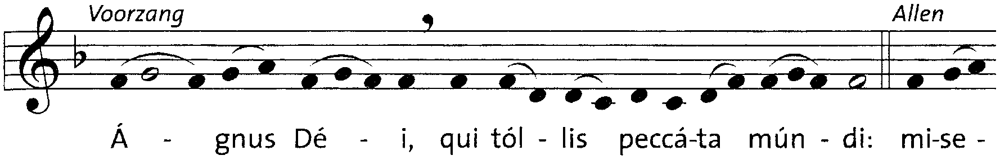 Voorzang Allen
Á - gnus Dé - i, qui tól - lis peccá-ta mún - di: mi-se -